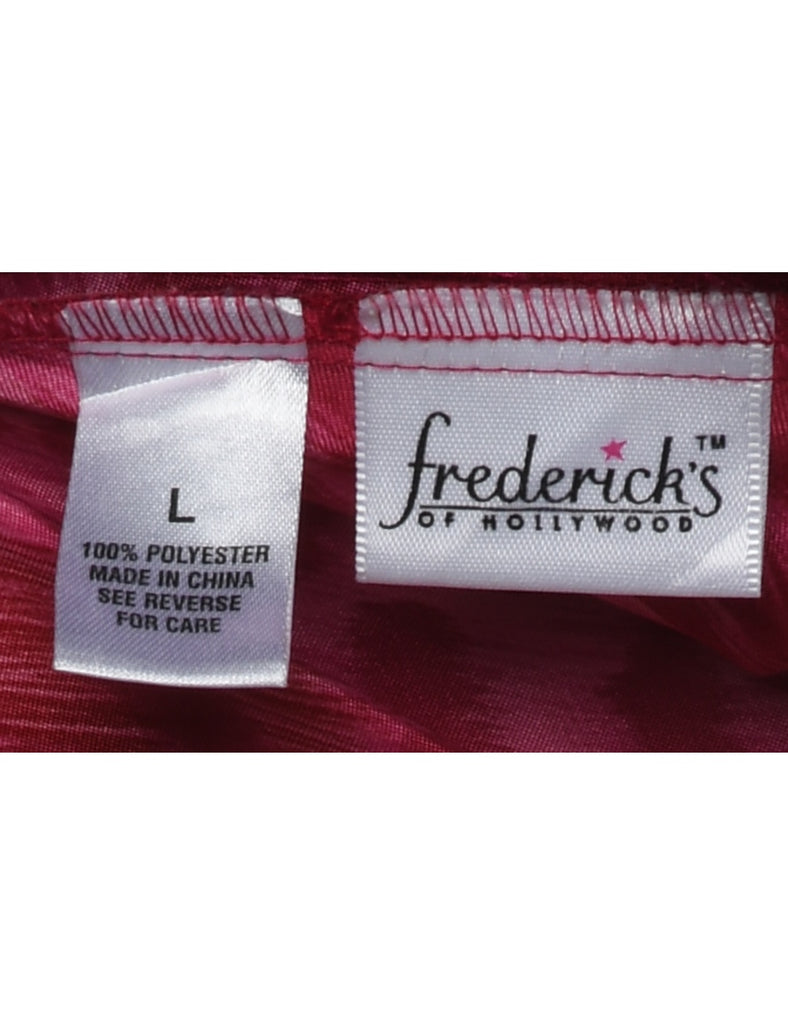 L
100% POLYESTER
MADE IN CHINA
SEE REVERSE
FOR CARE
frederick's™
OF HOLLYWOOD